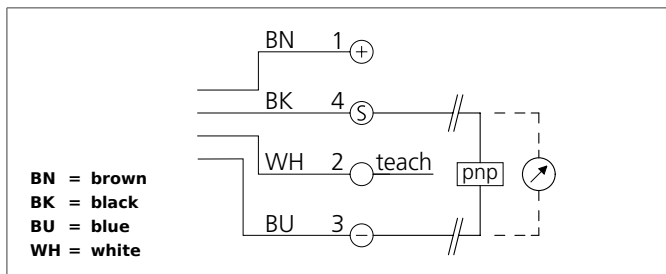 BN 1 +
BK 4 S
WH 2 teach
pnp
BU 3 −
BN = brown
BK = black
BU = blue
WH = white